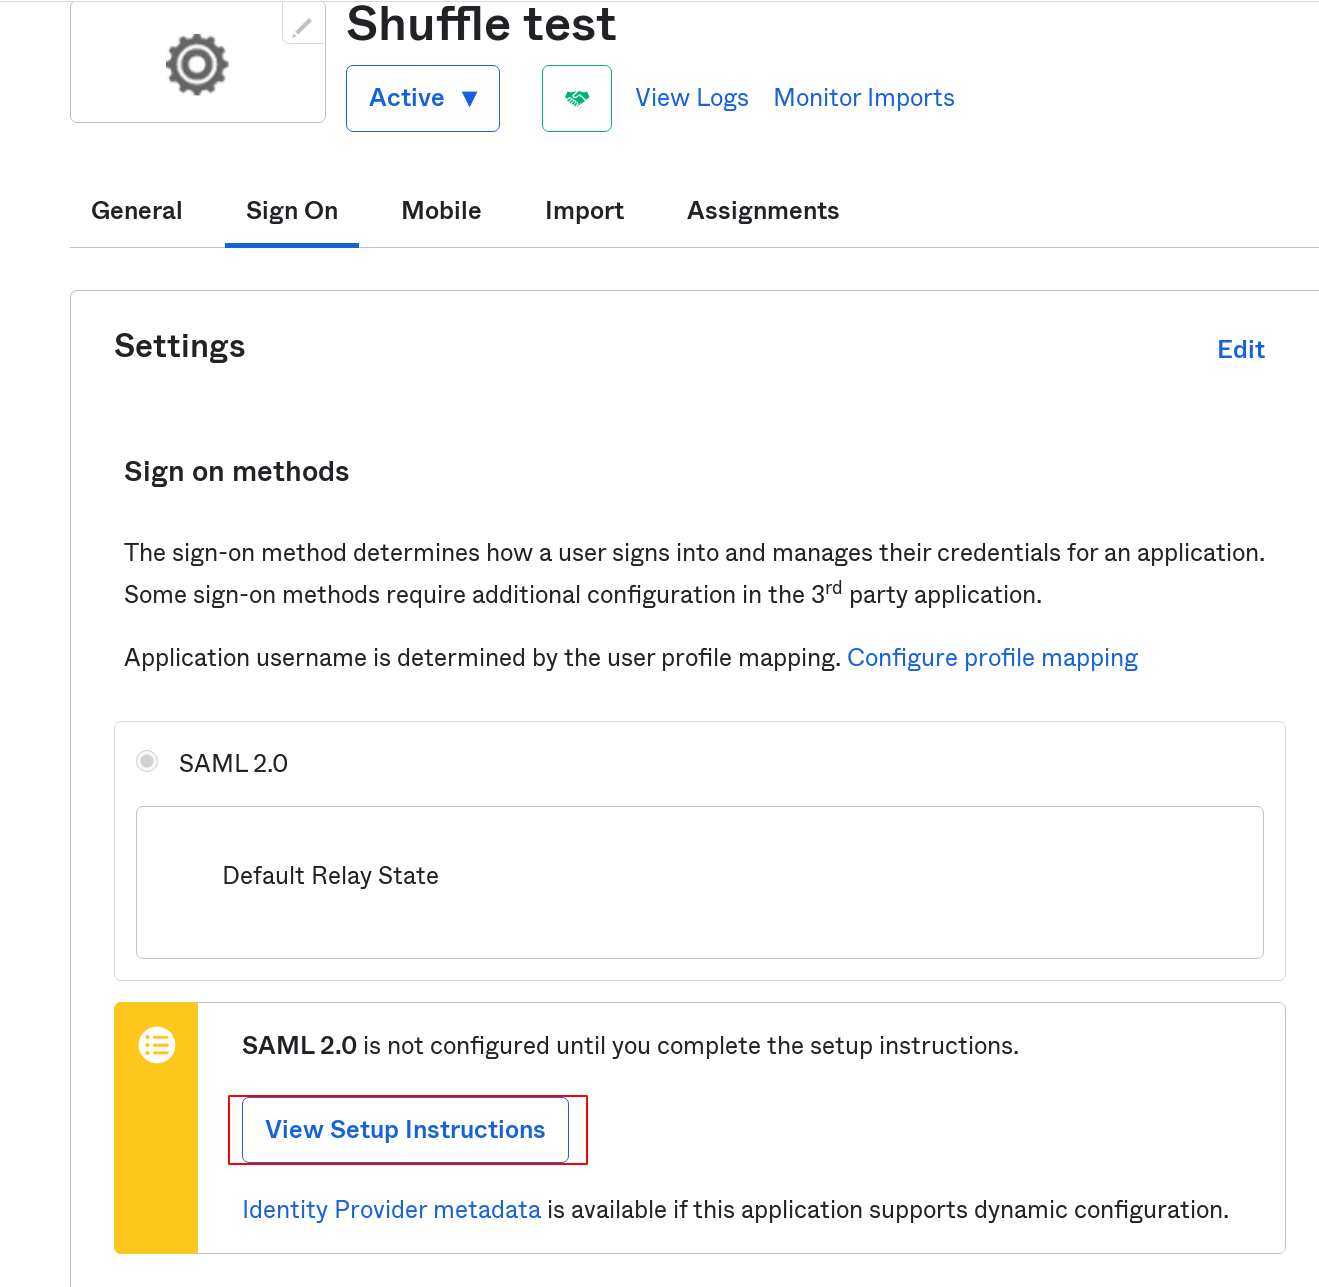 Shuffle test
Active ▼
View Logs
Monitor Imports
General
Sign On
Mobile
Import
Assignments
Settings
Edit
Sign on methods
The sign-on method determines how a user signs into and manages their credentials for an application.
Some sign-on methods require additional configuration in the 3rd party application.
Application username is determined by the user profile mapping. Configure profile mapping
SAML 2.0
Default Relay State
SAML 2.0 is not configured until you complete the setup instructions.
View Setup Instructions
Identity Provider metadata is available if this application supports dynamic configuration.